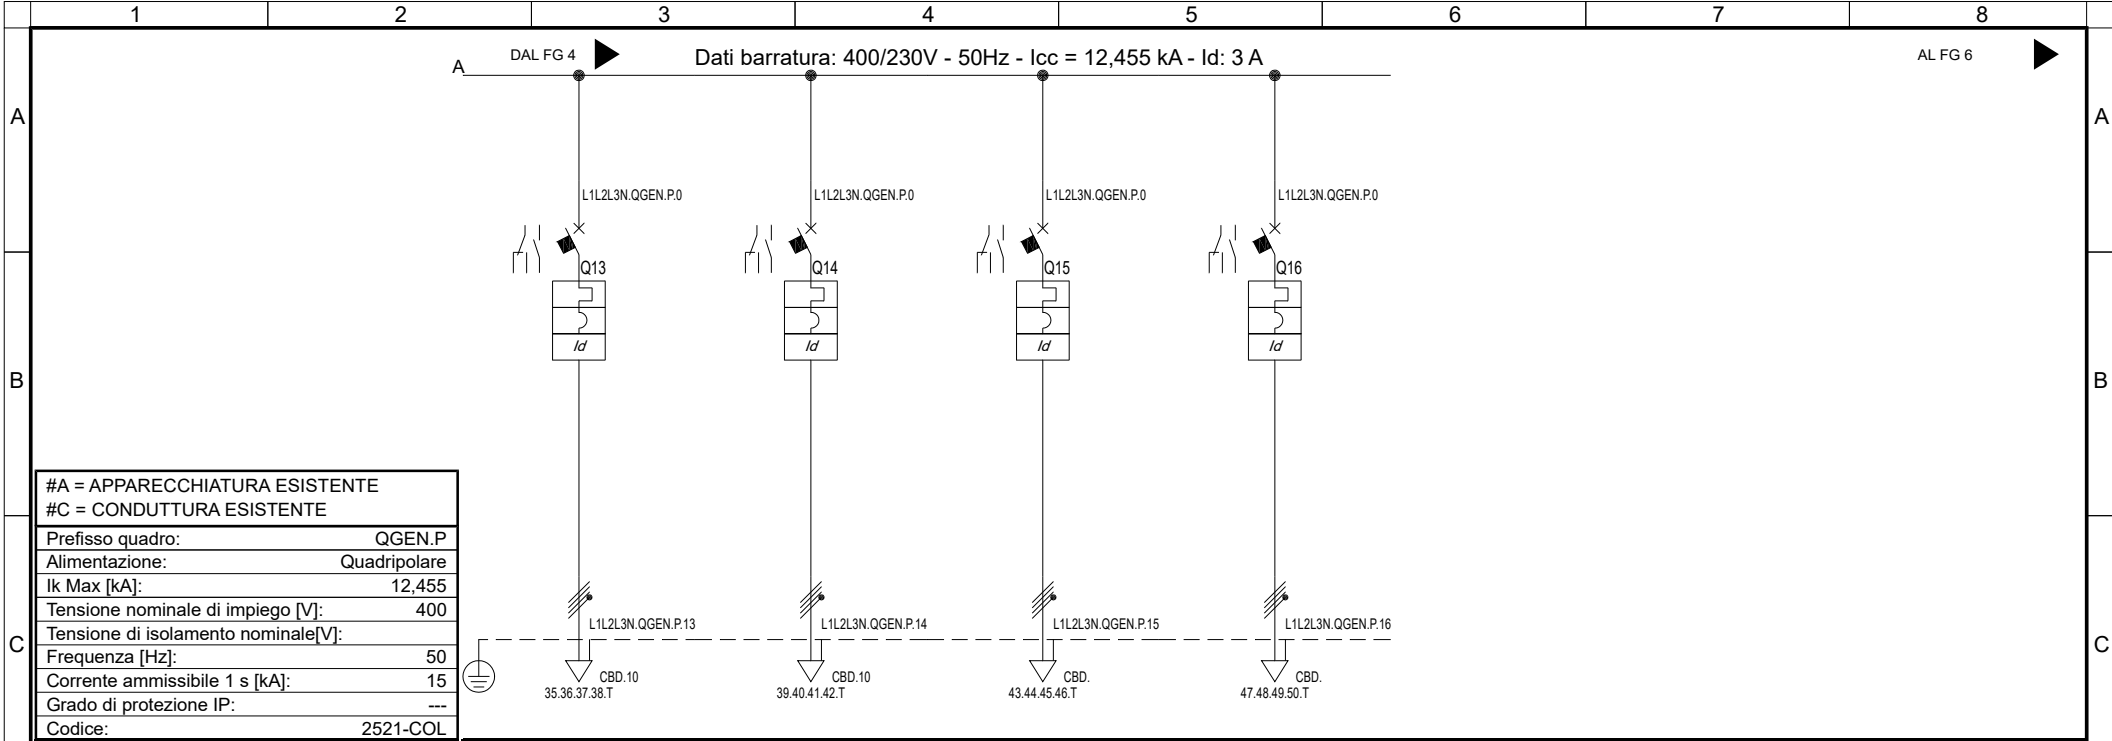 1 2 3 4 5 6 7 8
DAL FG 4
Dati barratura: 400/230V - 50Hz - Icc = 12,455 kA - Id: 3 A
AL FG 6
A
A A
L1L2L3N.QGEN.P.0 L1L2L3N.QGEN.P.0 L1L2L3N.QGEN.P.0 L1L2L3N.QGEN.P.0
Q13 Q14 Q15 Q16
Id Id Id Id
B B
#A = APPARECCHIATURA ESISTENTE
#C = CONDUTTURA ESISTENTE
Prefisso quadro: QGEN.P
Alimentazione: Quadripolare
Ik Max [kA]: 12,455
Tensione nominale di impiego [V]: 400
Tensione di isolamento nominale[V]:
Frequenza [Hz]: 50
Corrente ammissibile 1 s [kA]: 15
Grado di protezione IP: ---
Codice: 2521-COL
L1L2L3N.QGEN.P.13 L1L2L3N.QGEN.P.14 L1L2L3N.QGEN.P.15 L1L2L3N.QGEN.P.16
C C
CBD.10 CBD.10 CBD. CBD.
35.36.37.38.T 39.40.41.42.T 43.44.45.46.T 47.48.49.50.T